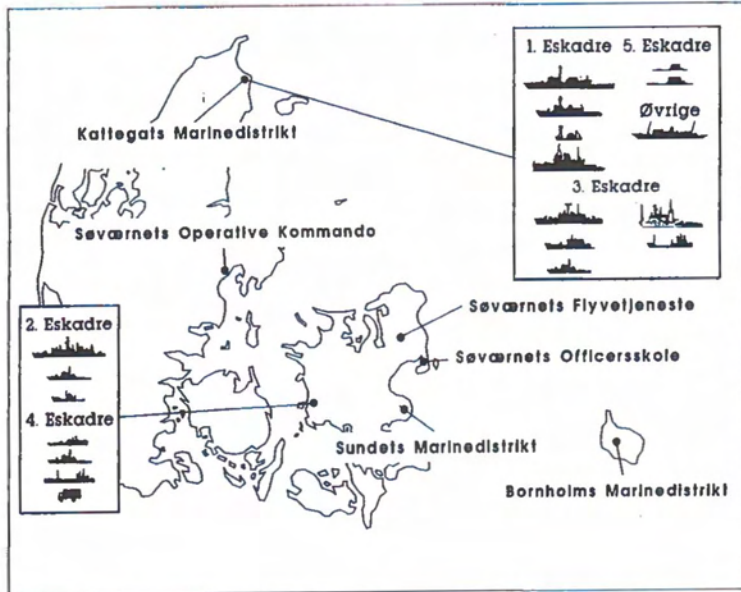 1. Eskadre
5. Eskadre
Øvrige
3. Eskadre
Kattegats Marinedistrikt
Søværnets Operative Kommando
Søværnets Flyvetjeneste
Søværnets Officersskole
2. Eskadre
4. Eskadre
Sundets Marinedistrikt
Bornholms Marinedistrikt